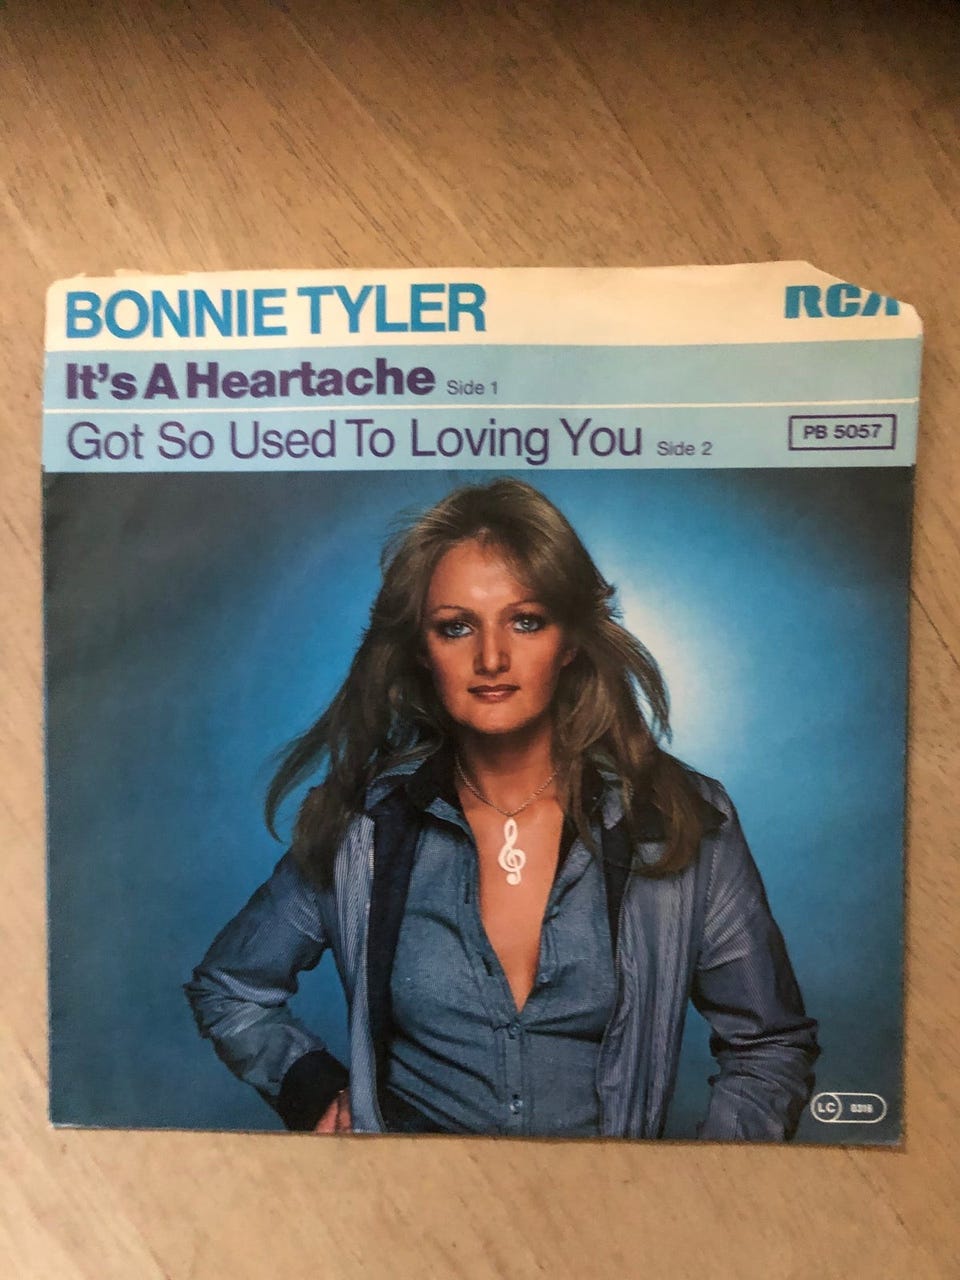 BONNIE TYLER RCA
It's A Heartache Side 1
Got So Used To Loving You Side 2 PB 5057
LC 0316